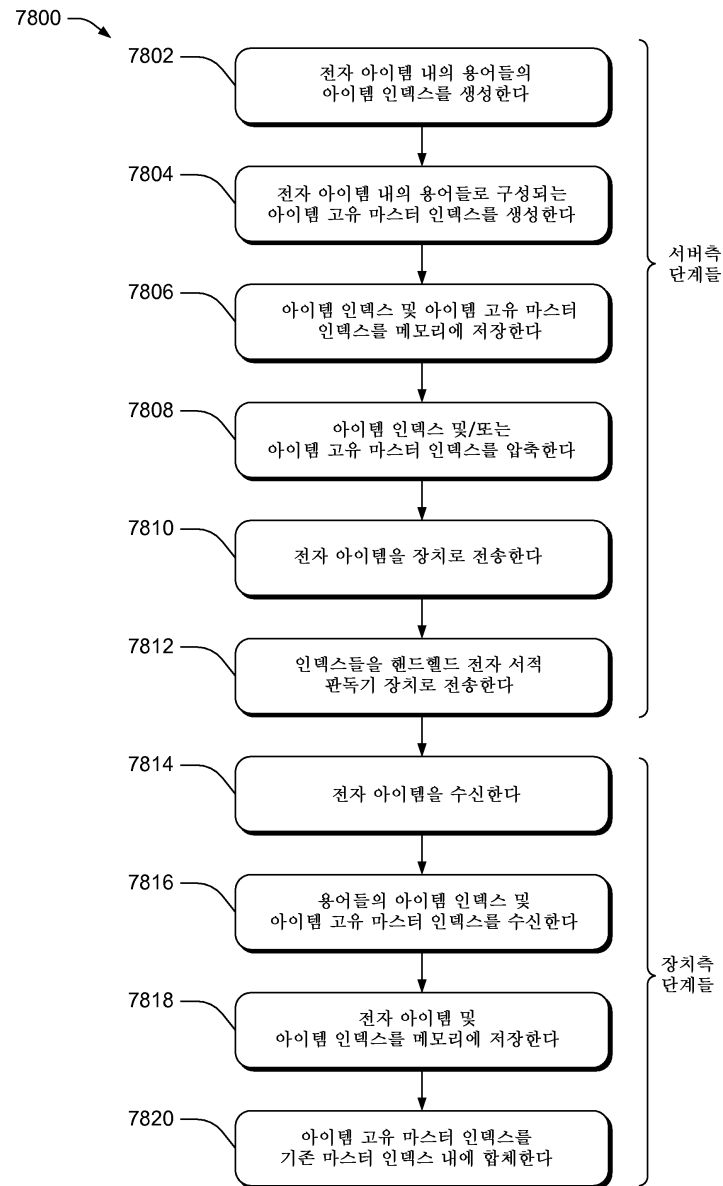 7800
7802
전자 아이템 내의 용어들의
아이템 인덱스를 생성한다
7804
전자 아이템 내의 용어들로 구성되는
아이템 고유 마스터 인덱스를 생성한다
서버측
단계들
7806
아이템 인덱스 및 아이템 고유 마스터
인덱스를 메모리에 저장한다
7808
아이템 인덱스 및/또는
아이템 고유 마스터 인덱스를 압축한다
7810
전자 아이템을 장치로 전송한다
7812
인덱스들을 핸드헬드 전자 서적
판독기 장치로 전송한다
7814
전자 아이템을 수신한다
7816
용어들의 아이템 인덱스 및
아이템 고유 마스터 인덱스를 수신한다
장치측
단계들
7818
전자 아이템 및
아이템 인덱스를 메모리에 저장한다
7820
아이템 고유 마스터 인덱스를
기존 마스터 인덱스 내에 합체한다